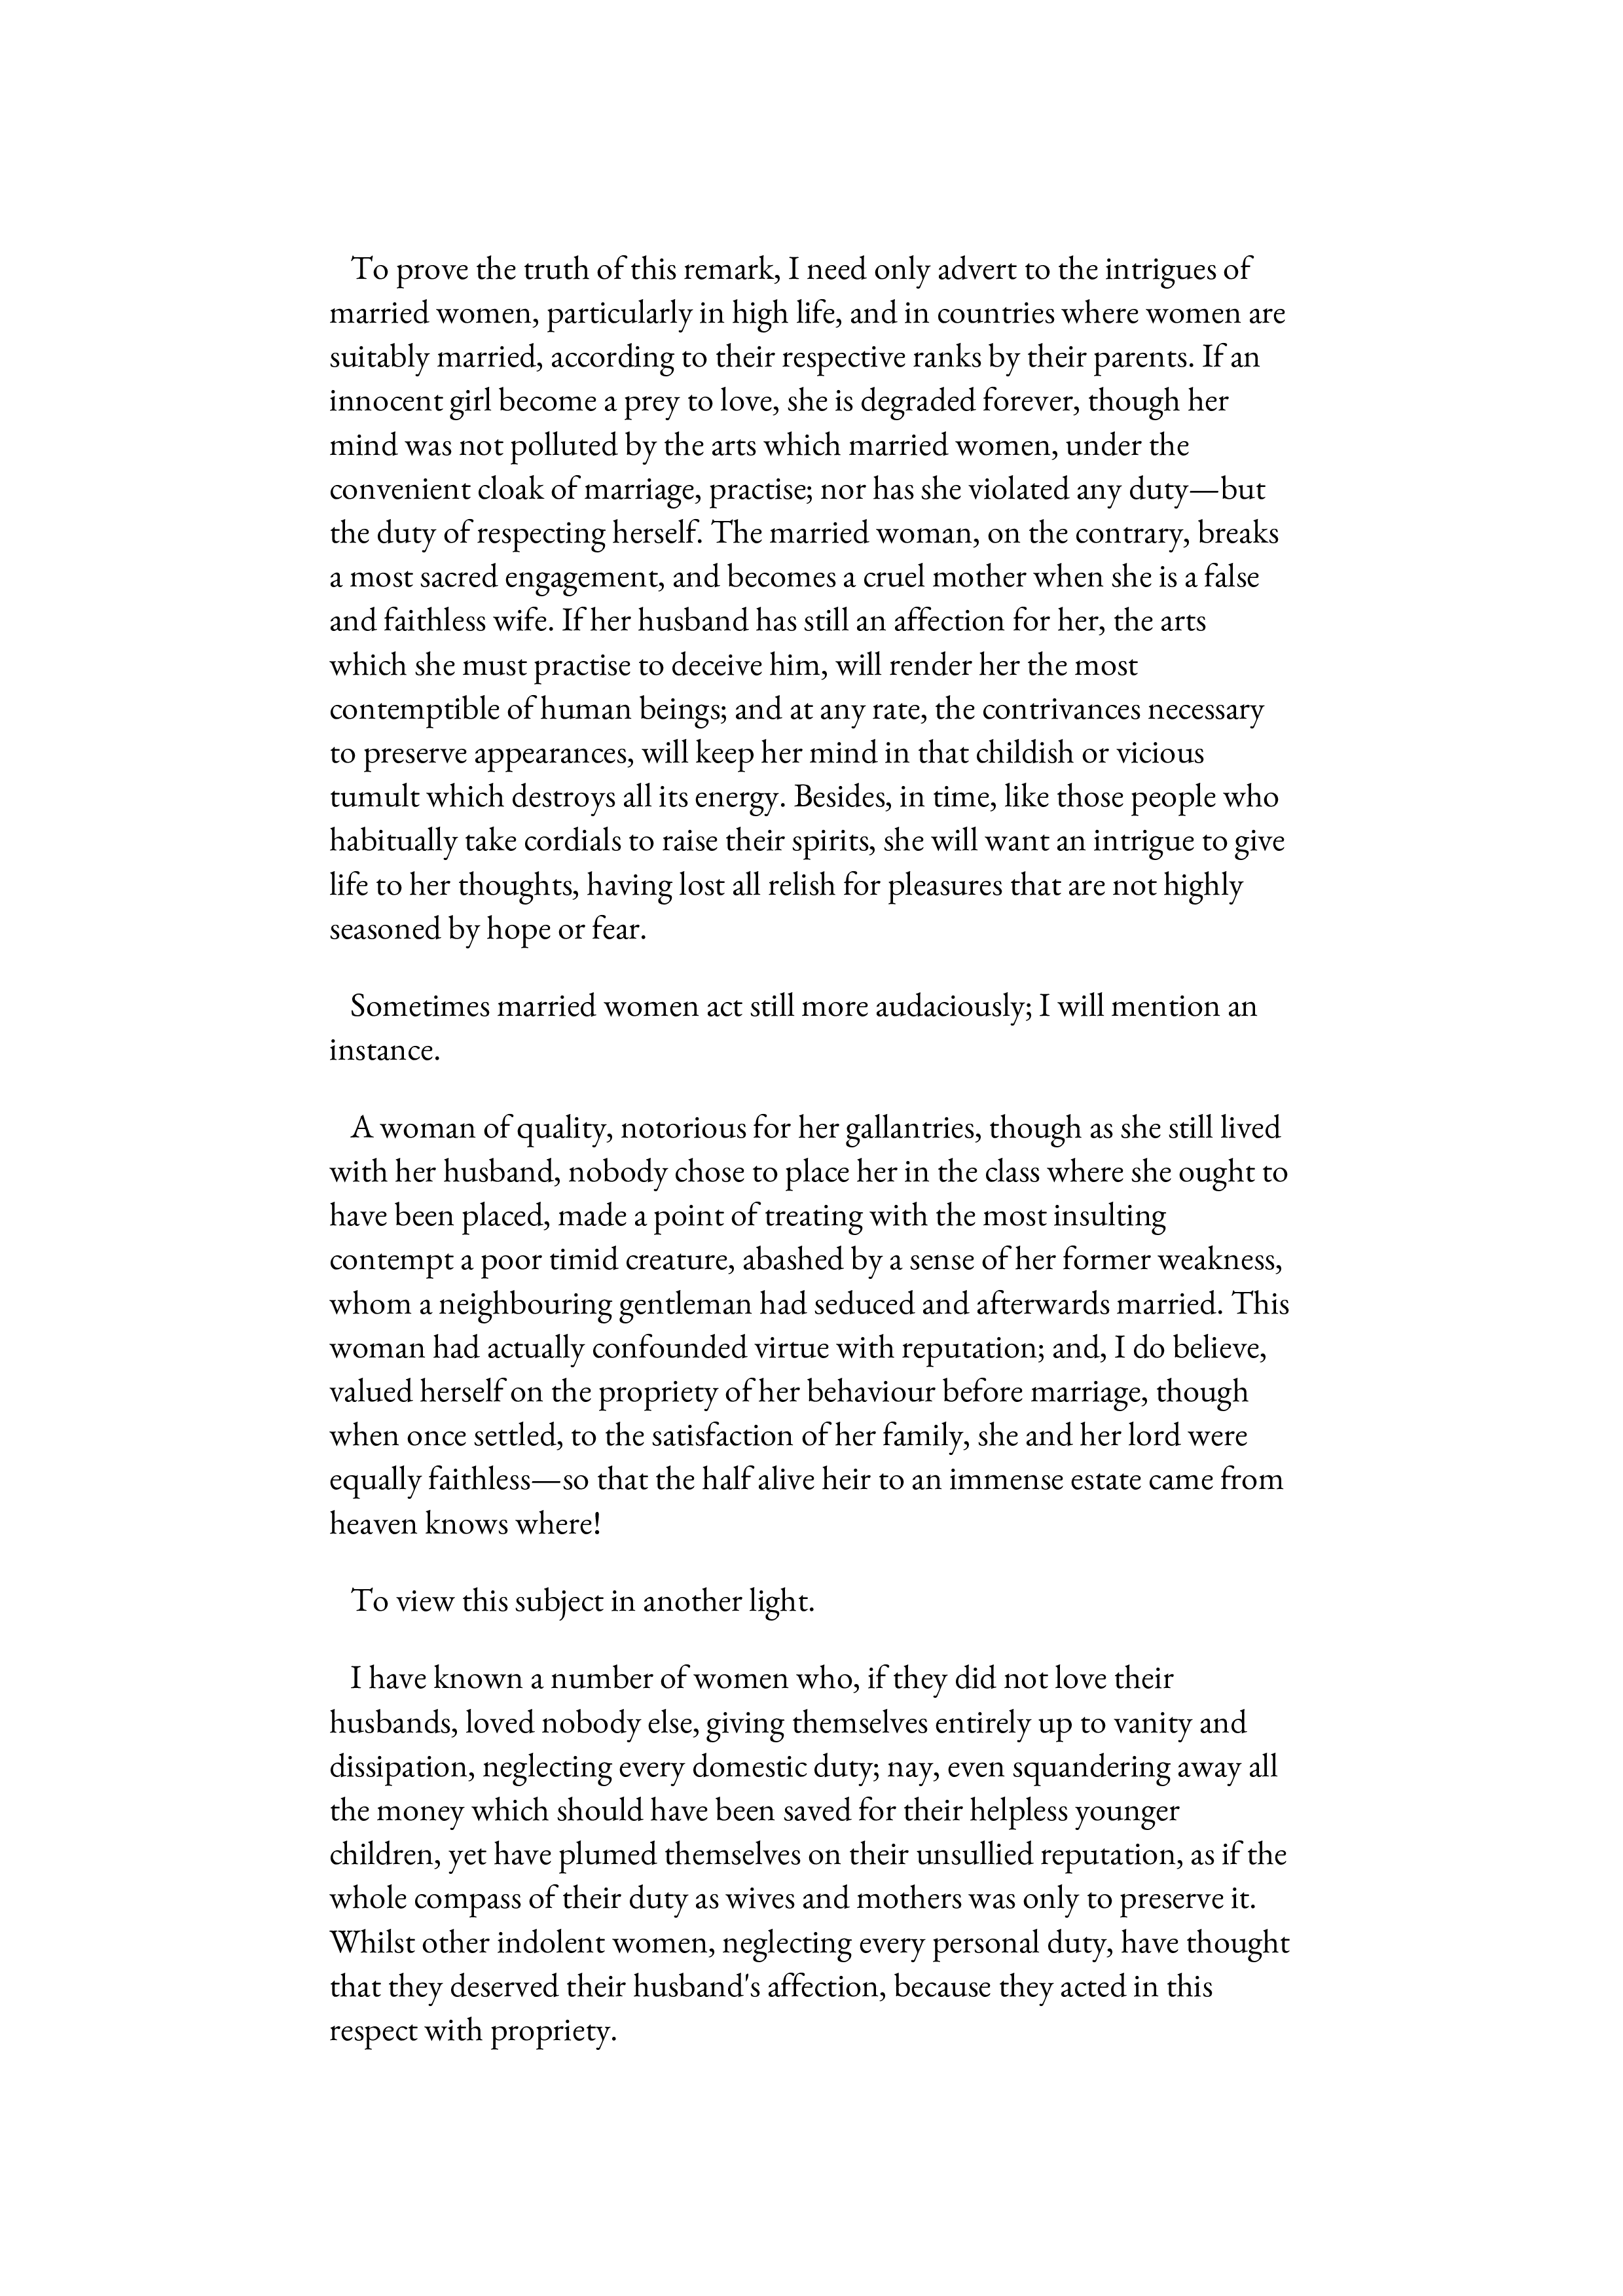 To prove the truth of this remark, I need only advert to the intrigues of
married women, particularly in high life, and in countries where women are
suitably married, according to their respective ranks by their parents. If an
innocent girl become a prey to love, she is degraded forever, though her
mind was not polluted by the arts which married women, under the
convenient cloak of marriage, practise; nor has she violated any duty—but
the duty of respecting herself. The married woman, on the contrary, breaks
a most sacred engagement, and becomes a cruel mother when she is a false
and faithless wife. If her husband has still an affection for her, the arts
which she must practise to deceive him, will render her the most
contemptible of human beings; and at any rate, the contrivances necessary
to preserve appearances, will keep her mind in that childish or vicious
tumult which destroys all its energy. Besides, in time, like those people who
habitually take cordials to raise their spirits, she will want an intrigue to give
life to her thoughts, having lost all relish for pleasures that are not highly
seasoned by hope or fear.
Sometimes married women act still more audaciously; I will mention an
instance.
A woman of quality, notorious for her gallantries, though as she still lived
with her husband, nobody chose to place her in the class where she ought to
have been placed, made a point of treating with the most insulting
contempt a poor timid creature, abashed by a sense of her former weakness,
whom a neighbouring gentleman had seduced and afterwards married. This
woman had actually confounded virtue with reputation; and, I do believe,
valued herself on the propriety of her behaviour before marriage, though
when once settled, to the satisfaction of her family, she and her lord were
equally faithless—so that the half alive heir to an immense estate came from
heaven knows where!
To view this subject in another light.
I have known a number of women who, if they did not love their
husbands, loved nobody else, giving themselves entirely up to vanity and
dissipation, neglecting every domestic duty; nay, even squandering away all
the money which should have been saved for their helpless younger
children, yet have plumed themselves on their unsullied reputation, as if the
whole compass of their duty as wives and mothers was only to preserve it.
Whilst other indolent women, neglecting every personal duty, have thought
that they deserved their husband's affection, because they acted in this
respect with propriety.